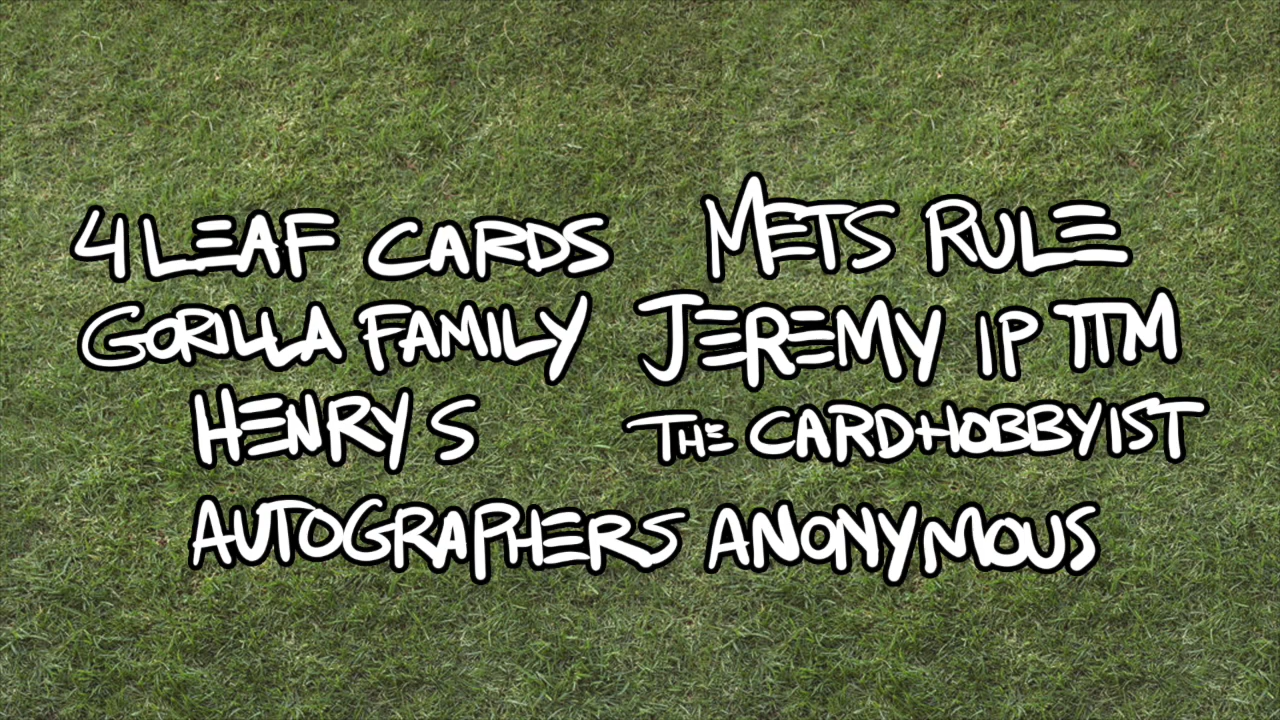 4 LEAF CARDS
METS RULE
GORILLA FAMILY
JEREMY IP TTM
HENRY S
THE CARDHOBBYIST
AUTOGRAPHERS ANONYMOUS